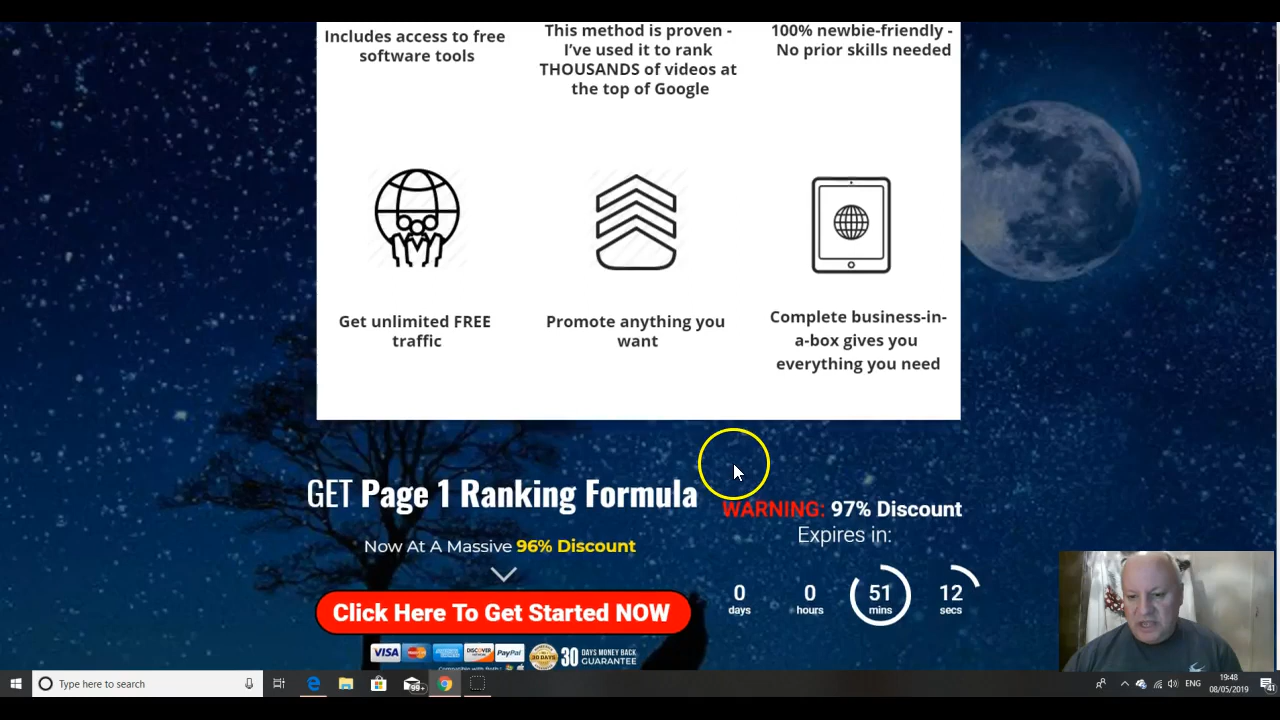 Includes access to free
software tools
This method is proven -
I've used it to rank
THOUSANDS of videos at
the top of Google
100% newbie-friendly -
No prior skills needed
Get unlimited FREE
traffic
Promote anything you
want
Complete business-in-
a-box gives you
everything you need
GET Page 1 Ranking Formula
Now At A Massive 96% Discount
Click Here To Get Started NOW
VISA
DISCOVER
PayPal
30 DAYS MONEY BACK
GUARANTEE
WARNING: 97% Discount
Expires in:
0 0 51 12
days hours mins secs
Type here to search
99+
ENG
19:48
08/05/2019
41